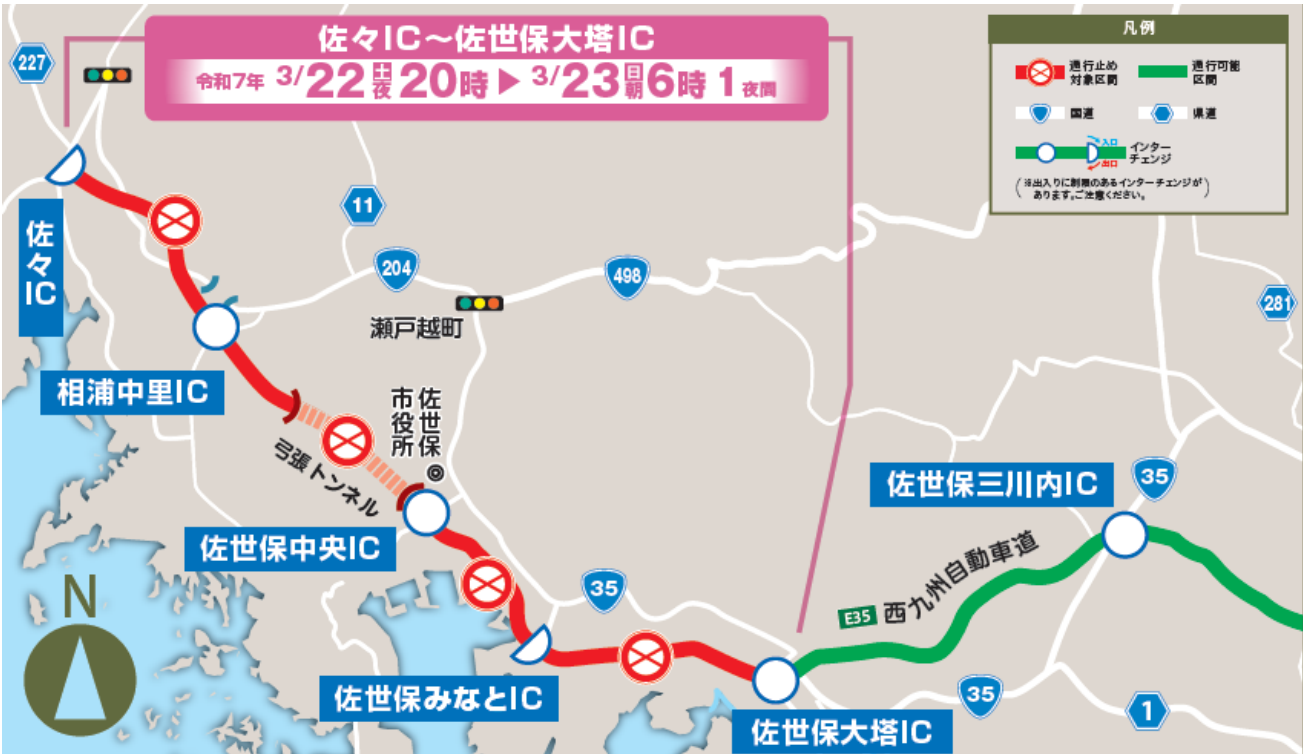 佐々IC～佐世保大塔IC
令和7年 3/22土夜20時▶3/23日朝6時 1夜間
凡例
通行止め
対象区間
通行可能
区間
国道
県道
入口
出口
インター
チェンジ
(※出入りに制限のあるインターチェンジが
あります。ご注意ください。)
227
佐々IC
11
204
498
281
瀬戸越町
相浦中里IC
佐世保
市役所
弓張トンネル
佐世保三川内IC
35
佐世保中央IC
E35 西九州自動車道
35
N
佐世保みなとIC
35
1
佐世保大塔IC